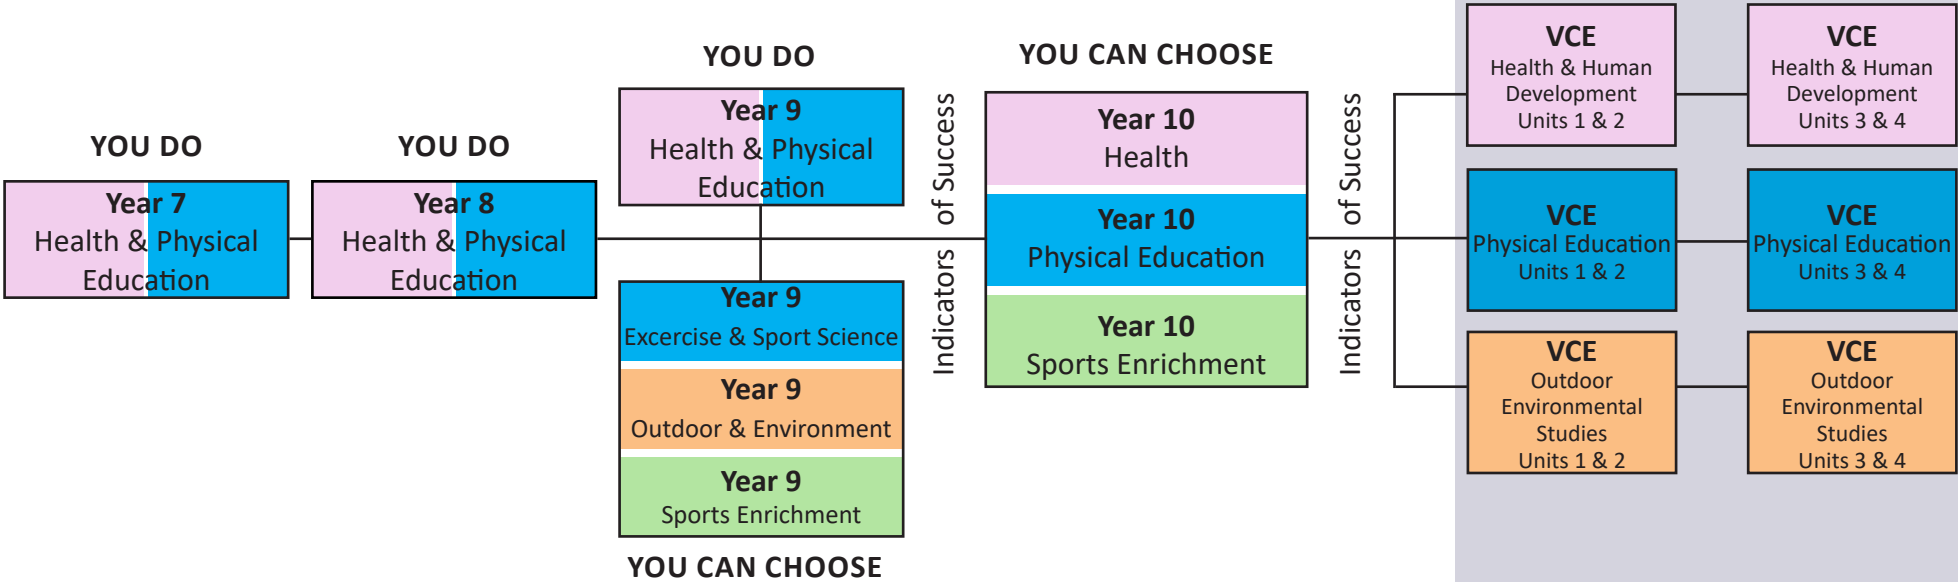 YOU DO
Year 7
Health & Physical
Education
YOU DO
Year 8
Health & Physical
Education
YOU DO
Year 9
Health & Physical
Education
Year 9
Excercise & Sport Science
Year 9
Outdoor & Environment
Year 9
Sports Enrichment
YOU CAN CHOOSE
Indicators of Success
YOU CAN CHOOSE
Year 10
Health
Year 10
Physical Education
Year 10
Sports Enrichment
Indicators of Success
VCE
Health & Human
Development
Units 1 & 2
VCE
Health & Human
Development
Units 3 & 4
VCE
Physical Education
Units 1 & 2
VCE
Physical Education
Units 3 & 4
VCE
Outdoor
Environmental
Studies
Units 1 & 2
VCE
Outdoor
Environmental
Studies
Units 3 & 4